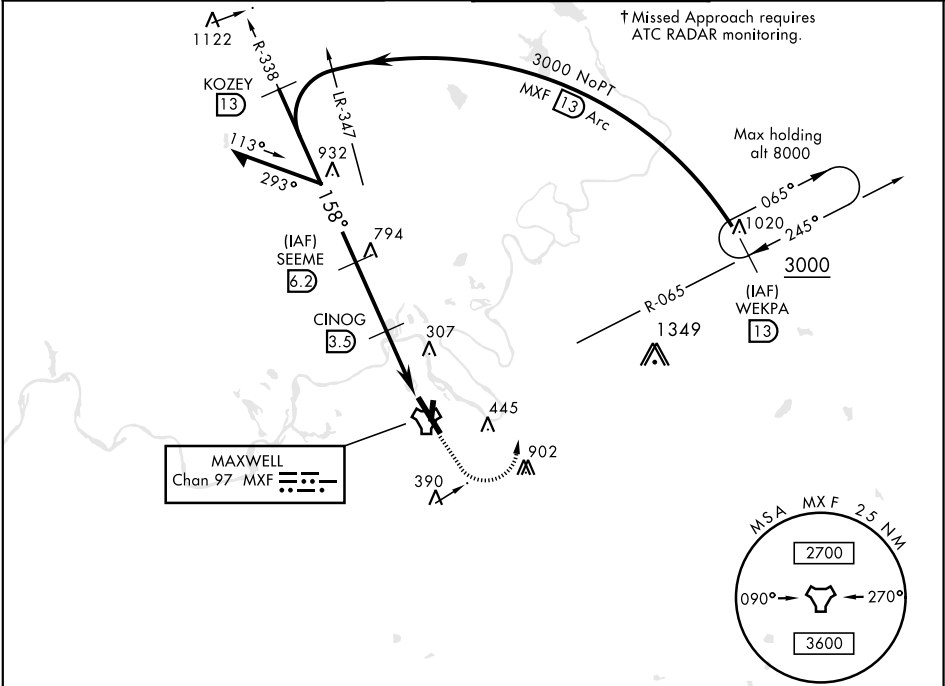 † Missed Approach requires
ATC RADAR monitoring.
1122
R-338
KOZEY
13
LR-347
3000 NoPT
MXF 13 Arc
Max holding
alt 8000
113°
293°
932
158°
065°
1020
245°
3000
(IAF)
SEEME
6.2
794
R-065
(IAF)
WEKPA
13
CINOG
3.5
307
1349
445
MAXWELL
Chan 97 MXF
902
390
MSA MXF 25 NM
2700
090°
270°
3600